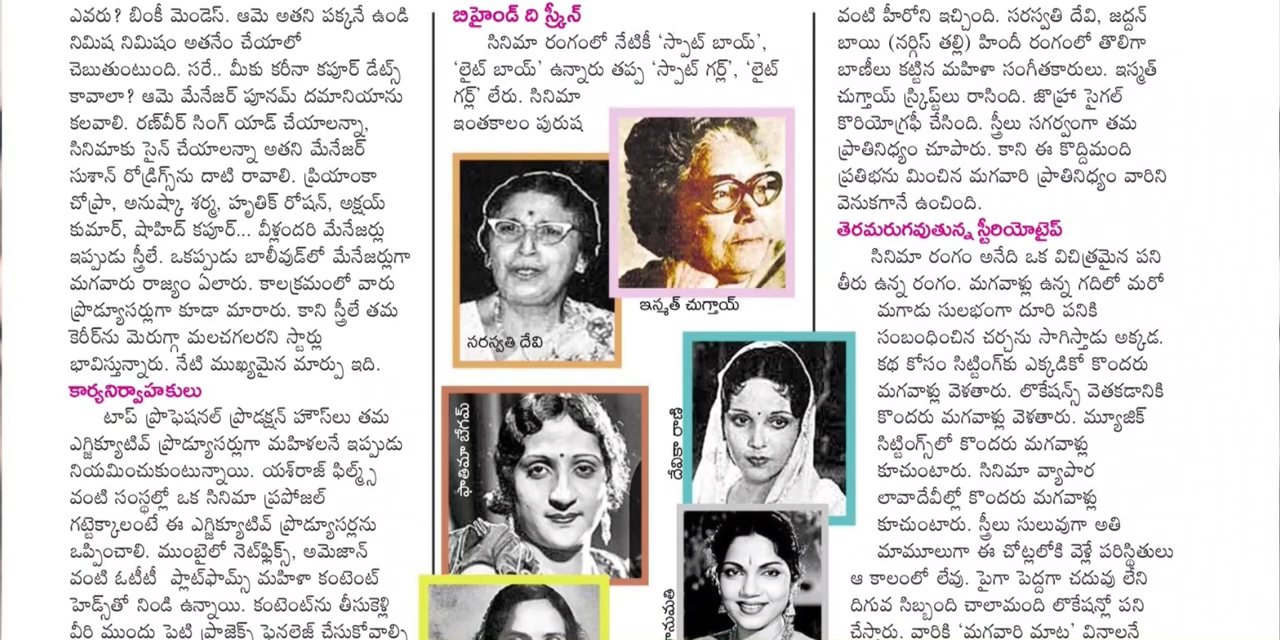 ఎవరు? బింకీ మెండెస్. ఆమె అతని పక్కనే ఉండి
నిమిష నిమిషం అతనేం చేయాలో
చెబుతుంటుంది. సరే.. మీకు కరీనా కపూర్ డేట్స్
కావాలా? ఆమె మేనేజర్ పూనమ్ దమానియాను
కలవాలి. రణ్‌వీర్ సింగ్ యాడ్ చేయాలన్నా,
సినిమాకు సైన్ చేయాలన్నా అతని మేనేజర్
సుశాన్ రోడ్రిగ్స్‌ను దాటి రావాలి. ప్రియాంకా
చోప్రా, అనుష్కా శర్మ, హృతిక్ రోషన్, అక్షయ్
కుమార్, షాహిద్ కపూర్... వీళ్లందరి మేనేజర్లు
ఇప్పుడు స్త్రీలే. ఒకప్పుడు బాలీవుడ్‌లో మేనేజర్లుగా
మగవారు రాజ్యం ఏలారు. కాలక్రమంలో వారు
ప్రొడ్యూసర్లుగా కూడా మారారు. కాని స్త్రీలే తమ
కెరీర్‌ను మెరుగ్గా మలచగలరని స్టార్లు
భావిస్తున్నారు. నేటి ముఖ్యమైన మార్పు ఇది.
కార్యనిర్వాహకులు
టాప్ ప్రొఫెషనల్ ప్రొడక్షన్ హౌస్‌లు తమ
ఎగ్జిక్యూటివ్ ప్రొడ్యూసర్లుగా మహిళలనే ఇప్పుడు
నియమించుకుంటున్నాయి. యశ్‌రాజ్ ఫిల్మ్స్
వంటి సంస్థల్లో ఒక సినిమా ప్రపోజల్
గట్టెక్కాలంటే ఈ ఎగ్జిక్యూటివ్ ప్రొడ్యూసర్లను
ఒప్పించాలి. ముంబైలో నెట్‌ఫ్లిక్స్, అమెజాన్
వంటి ఓటీటీ ప్లాట్‌ఫామ్స్ మహిళా కంటెంట్
హెడ్స్‌తో నిండి ఉన్నాయి. కంటెంట్‌ను తీసుకెళ్లి
వీరి ముందు పెట్టి ప్రాజెక్ట్ ఫైనలైజ్ చేసుకోవాల్సి
బిహైండ్ ది స్క్రీన్
సినిమా రంగంలో నేటికీ ‘స్పాట్ బాయ్’,
‘లైట్ బాయ్’ ఉన్నారు తప్ప ‘స్పాట్ గర్ల్’, ‘లైట్
గర్ల్’ లేరు. సినిమా
ఇంతకాలం పురుష
ఇస్మత్ చుగ్తాయ్
సరస్వతి దేవి
ఫాతిమా బేగమ్
దేవికా రాణి
వంటి హీరోని ఇచ్చింది. సరస్వతి దేవి, జద్దన్
బాయి (నర్గిస్ తల్లి) హిందీ రంగంలో తొలిగా
బాణీలు కట్టిన మహిళా సంగీతకారులు. ఇస్మత్
చుగ్తాయ్ స్క్రిప్ట్‌లు రాసింది. జొహ్రా సైగల్
కొరియోగ్రఫీ చేసింది. స్త్రీలు సగర్వంగా తమ
ప్రాతినిధ్యం చూపారు. కాని ఈ కొద్దిమంది
ప్రతిభను మించిన మగవారి ప్రాతినిధ్యం వారిని
వెనుకగానే ఉంచింది.
తెరమరుగవుతున్న స్టీరియోటైప్
సినిమా రంగం అనేది ఒక విచిత్రమైన పని
తీరు ఉన్న రంగం. మగవాళ్లు ఉన్న గదిలో మరో
మగాడు సులభంగా దూరి పనికి
సంబంధించిన చర్చను సాగిస్తాడు అక్కడ.
కథ కోసం సిట్టింగ్‌కు ఎక్కడికో కొందరు
మగవాళ్లు వెళతారు. లొకేషన్స్ వెతకడానికి
కొందరు మగవాళ్లు వెళతారు. మ్యూజిక్
సిట్టింగ్స్‌లో కొందరు మగవాళ్లు
కూచుంటారు. సినిమా వ్యాపార
లావాదేవీల్లో కొందరు మగవాళ్లు
కూచుంటారు. స్త్రీలు సులువుగా అతి
మామూలుగా ఈ చోట్లలోకి వెళ్లే పరిస్థితులు
ఆ కాలంలో లేవు. పైగా పెద్దగా చదువు లేని
దిగువ సిబ్బంది చాలామంది లొకేషన్లో పని
చేస్తారు. వారికి ‘మగవారి మాట’ వినాలనే